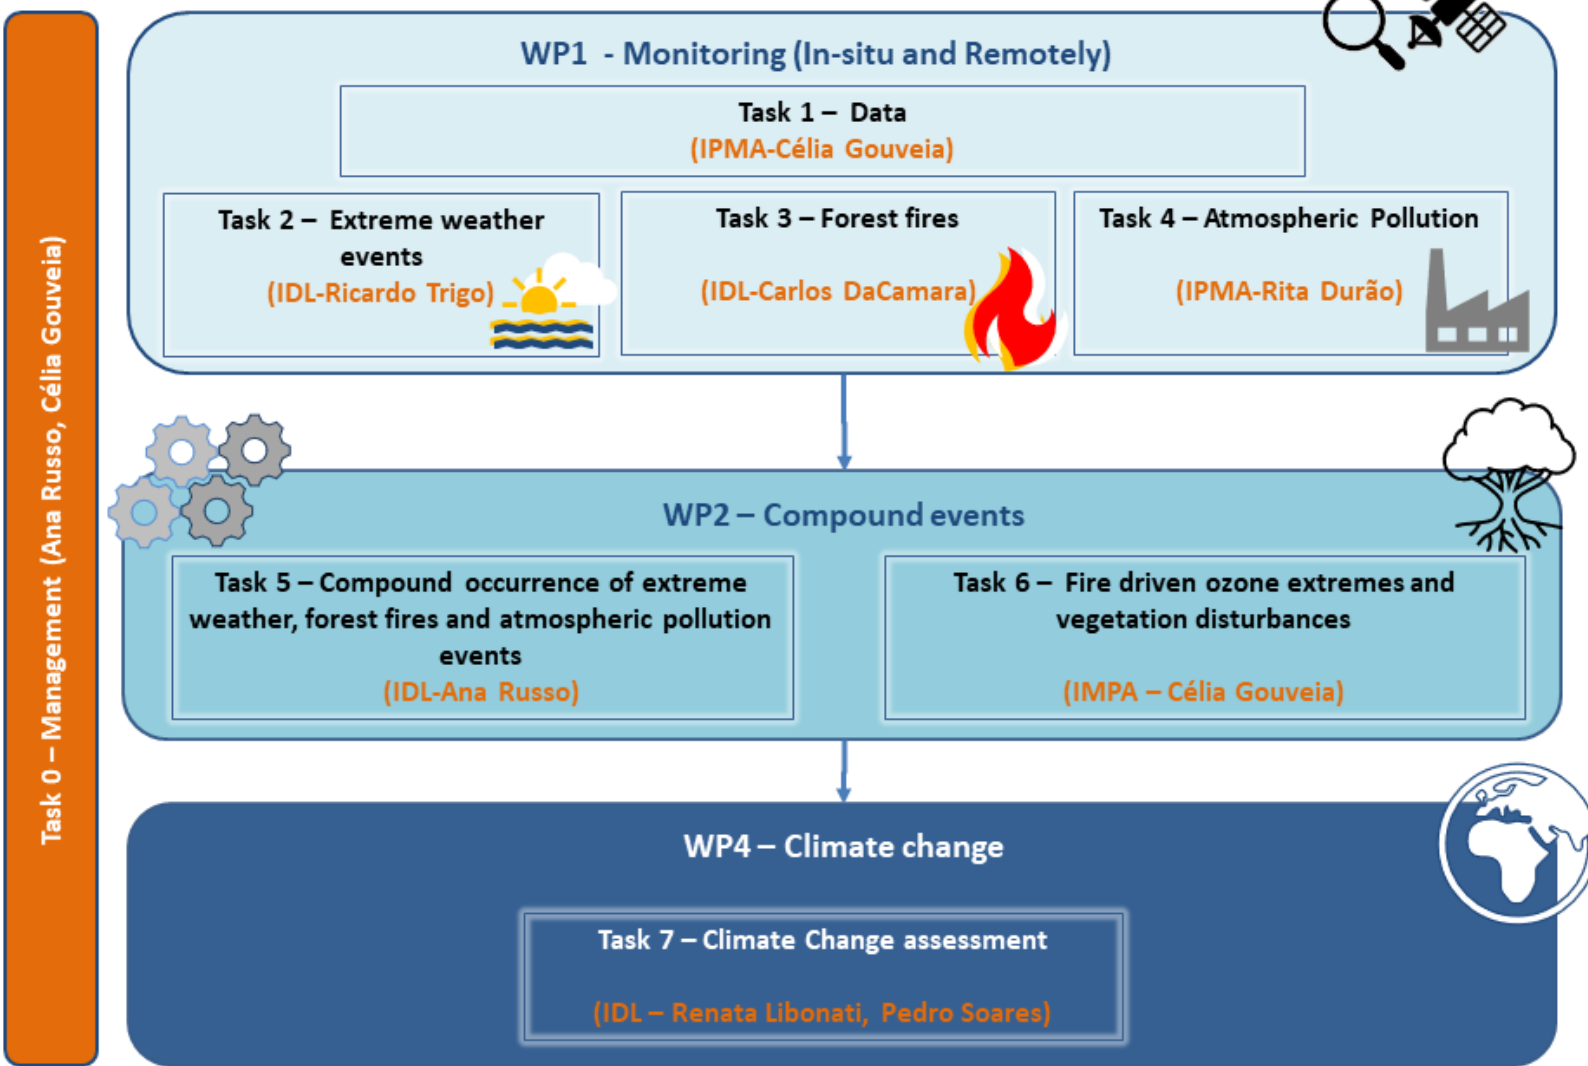 Task 0 – Management (Ana Russo, Célia Gouveia)
WP1 - Monitoring (In-situ and Remotely)
Task 1 – Data
(IPMA-Célia Gouveia)
Task 2 – Extreme weather
events
(IDL-Ricardo Trigo)
Task 3 – Forest fires
(IDL-Carlos DaCamara)
Task 4 – Atmospheric Pollution
(IPMA-Rita Durão)
WP2 – Compound events
Task 5 – Compound occurrence of extreme
weather, forest fires and atmospheric pollution
events
(IDL-Ana Russo)
Task 6 – Fire driven ozone extremes and
vegetation disturbances
(IMPA – Célia Gouveia)
WP4 – Climate change
Task 7 – Climate Change assessment
(IDL – Renata Libonati, Pedro Soares)